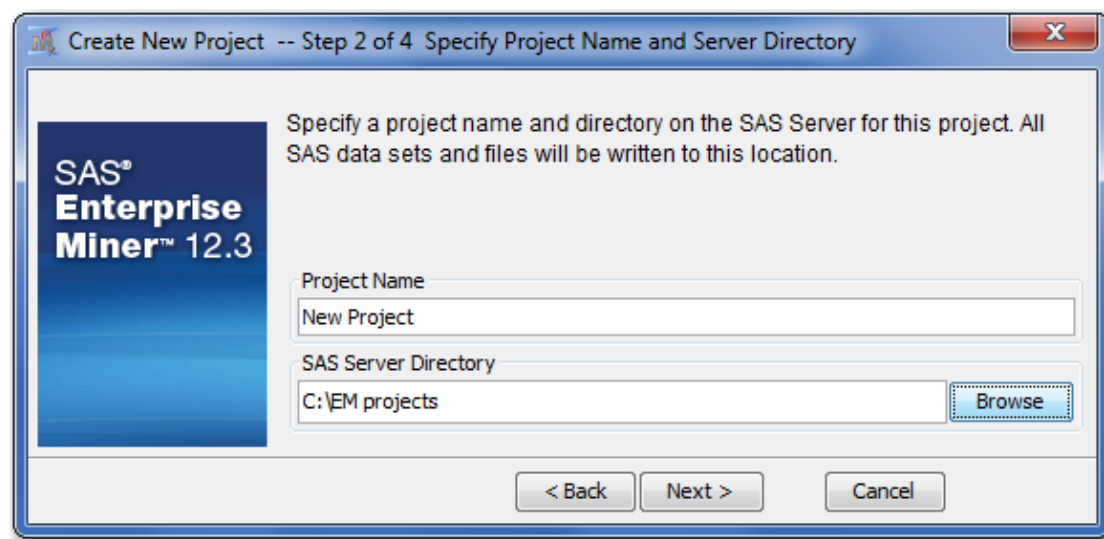 Create New Project -- Step 2 of 4 Specify Project Name and Server Directory
SAS®
Enterprise
Miner™ 12.3
Specify a project name and directory on the SAS Server for this project. All
SAS data sets and files will be written to this location.
Project Name
New Project
SAS Server Directory
C:\EM projects
Browse
< Back
Next >
Cancel